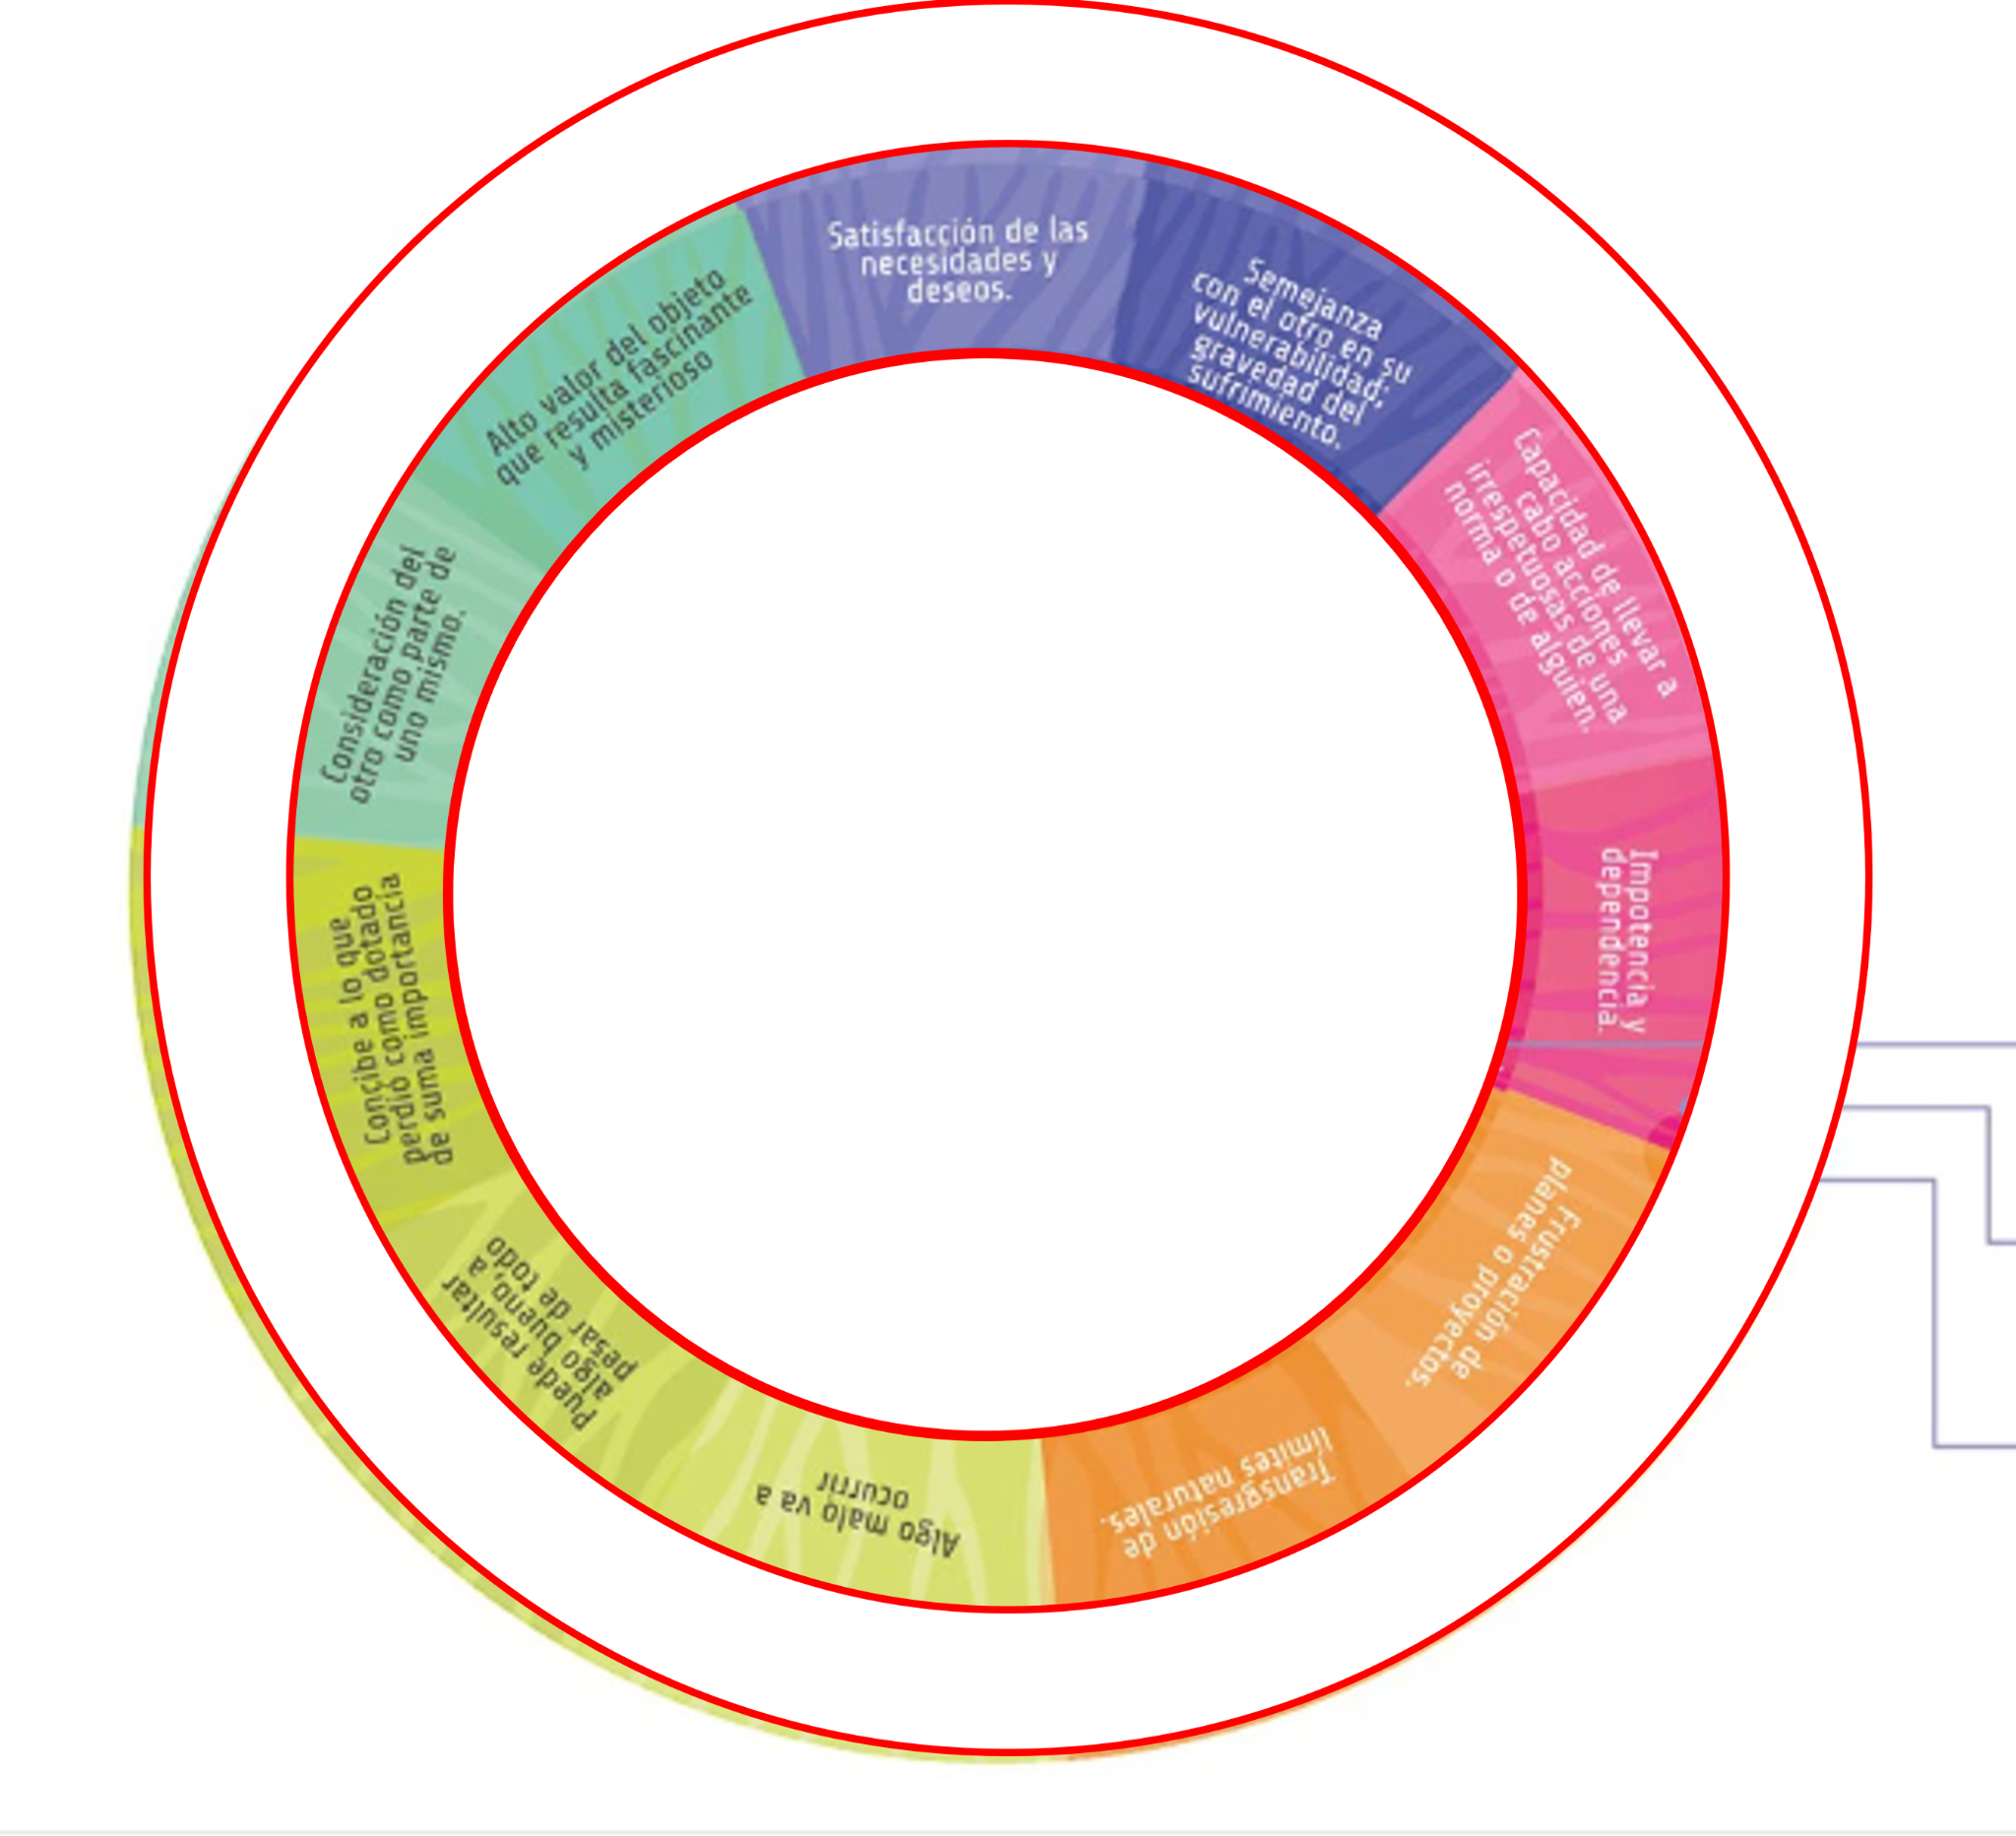 Satisfacción de las
necesidades y
deseos.
Semejanza
con el otro en su
vulnerabilidad;
gravedad del
sufrimiento.
Capacidad de llevar a
cabo acciones
irrespetuosas de una
norma o de alguien.
Impotencia y
dependencia.
Frustración de
planes o proyectos.
Transgresión de
límites naturales.
Algo malo va a
ocurrir
Puede resultar
algo bueno, a
pesar de todo
Concibe a lo que
perdió como dotado
de suma importancia
Consideración del
otro como parte de
uno mismo.
Alto valor del objeto
que resulta fascinante
y misterioso